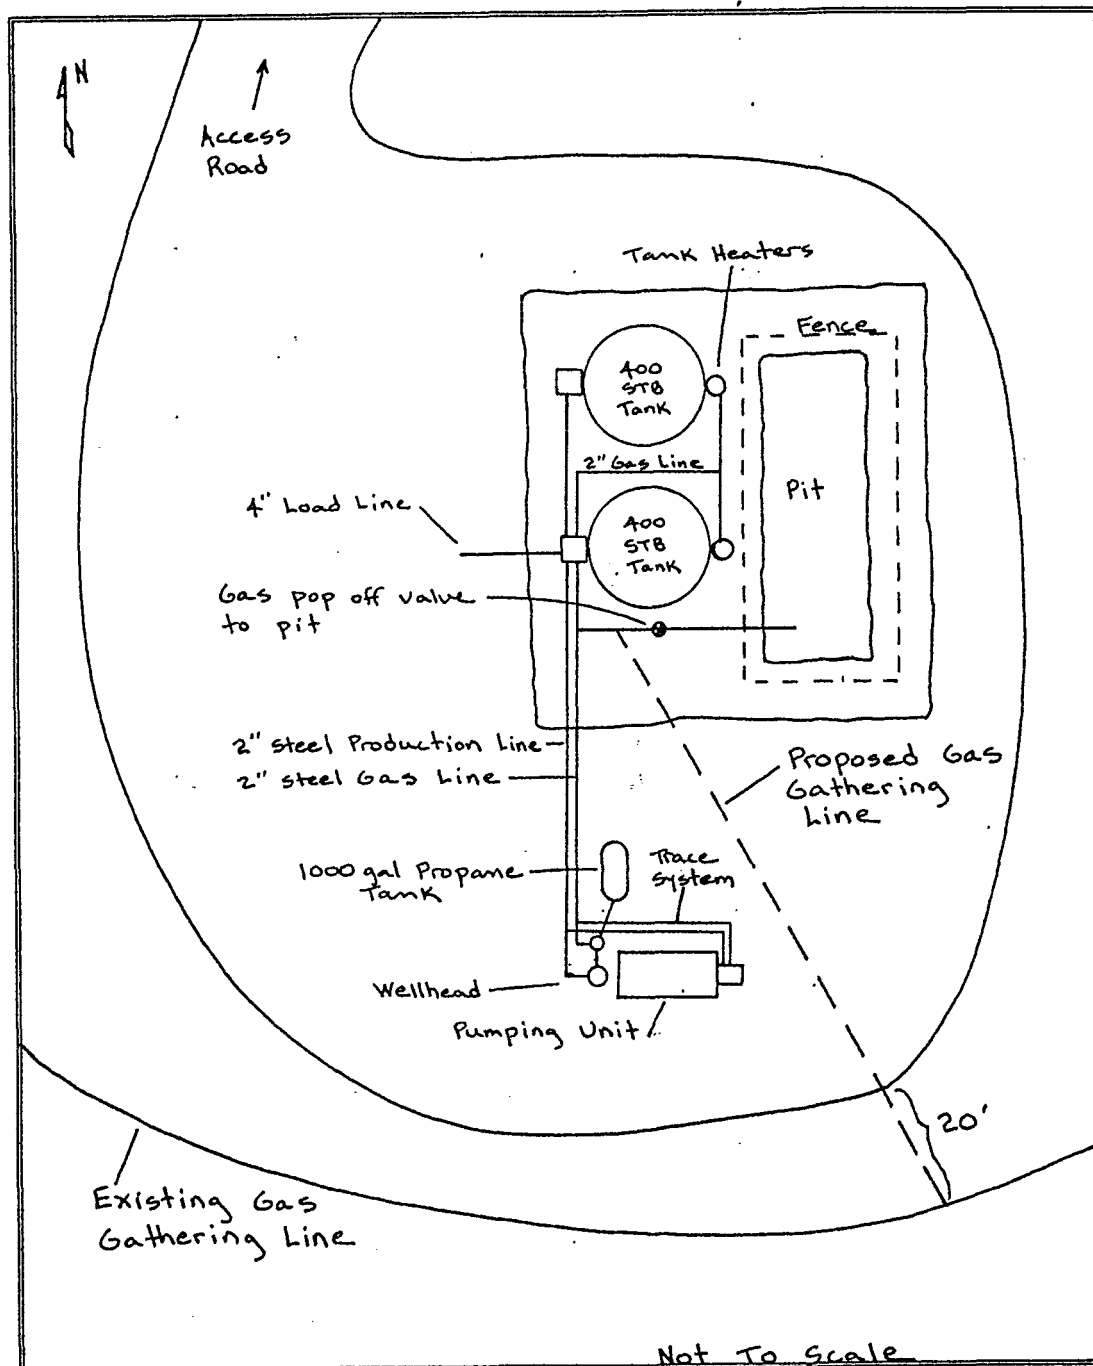 N
Access
Road
Tank Heaters
Fence
400
STB
Tank
2" Gas Line
Pit
4" Load Line
400
STB
Tank
Gas pop off valve
to pit
2" steel Production Line
2" steel Gas Line
Proposed Gas
Gathering
Line
1000 gal Propane
Tank
Trace
System
Wellhead
Pumping Unit
20'
Existing Gas
Gathering Line
Not To Scale